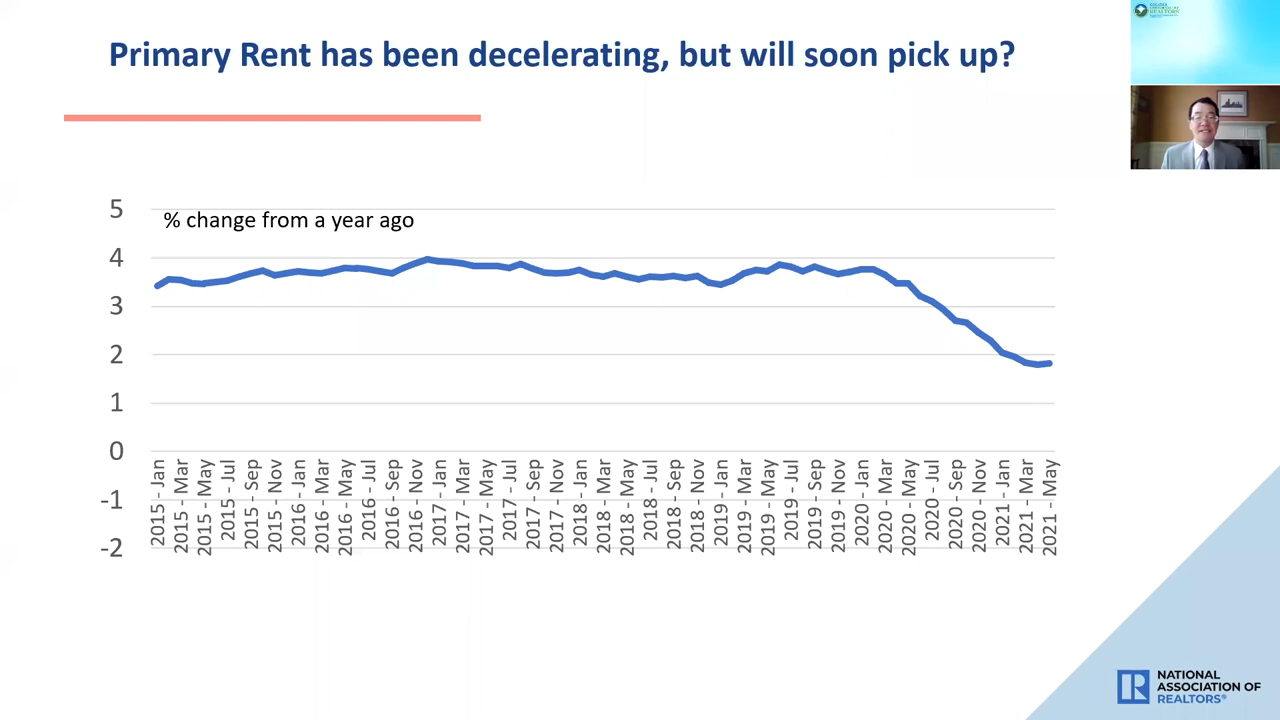 Primary Rent has been decelerating, but will soon pick up?
REALTORS
% change from a year ago
5
4
3
2
1
0
-1
-2
2015 - Jan
2015 - Mar
2015 - May
2015 - Jul
2015 - Sep
2015 - Nov
2016 - Jan
2016 - Mar
2016 - May
2016 - Jul
2016 - Sep
2016 - Nov
2017 - Jan
2017 - Mar
2017 - May
2017 - Jul
2017 - Sep
2017 - Nov
2018 - Jan
2018 - Mar
2018 - May
2018 - Jul
2018 - Sep
2018 - Nov
2019 - Jan
2019 - Mar
2019 - May
2019 - Jul
2019 - Sep
2019 - Nov
2020 - Jan
2020 - Mar
2020 - May
2020 - Jul
2020 - Sep
2020 - Nov
2021 - Jan
2021 - Mar
2021 - May
NATIONAL
ASSOCIATION OF
REALTORS®